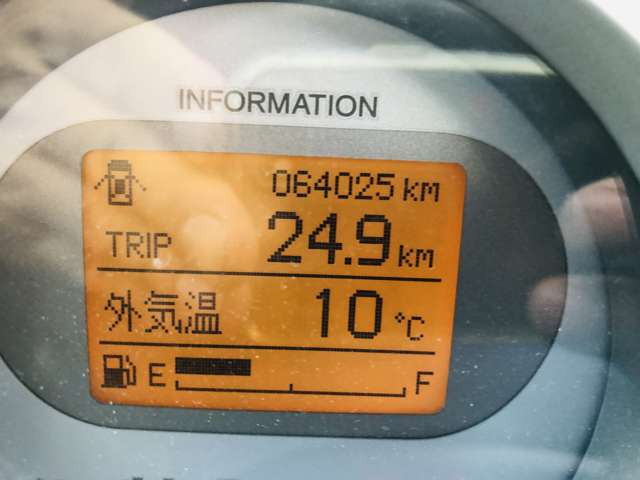 INFORMATION
064025 km
TRIP 24.9 km
外気温 10 °C
E F